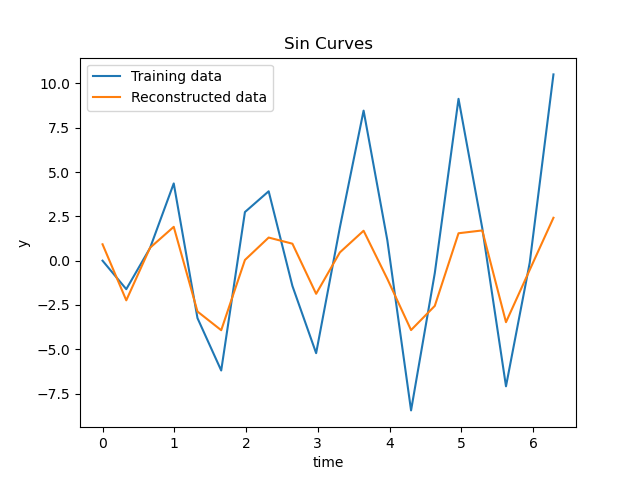 Sin Curves
Training data
Reconstructed data
10.0
7.5
5.0
2.5
0.0
−2.5
−5.0
−7.5
y
0 1 2 3 4 5 6
time